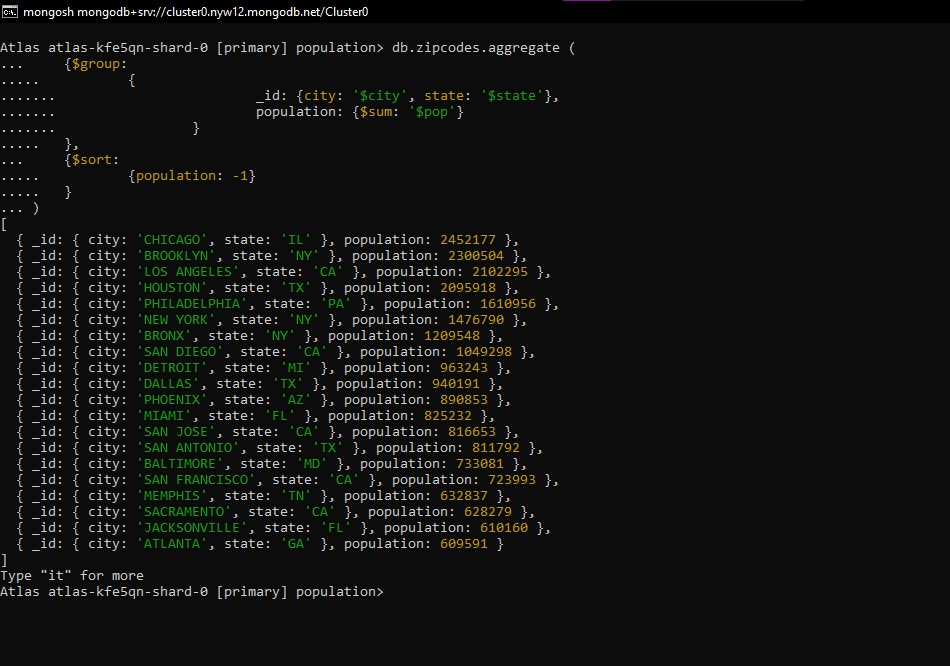 mongosh mongodb+srv://cluster0.nyw12.mongodb.net/Cluster0
Atlas atlas-kfe5qn-shard-0 [primary] population> db.zipcodes.aggregate (
...     {$group:
.....           {
.......                         _id: {city: '$city', state: '$state'},
.......                         population: {$sum: '$pop'}
.......                 }
.....   },
...     {$sort:
.....           {population: -1}
.....   }
... )
[
  { _id: { city: 'CHICAGO', state: 'IL' }, population: 2452177 },
  { _id: { city: 'BROOKLYN', state: 'NY' }, population: 2300504 },
  { _id: { city: 'LOS ANGELES', state: 'CA' }, population: 2102295 },
  { _id: { city: 'HOUSTON', state: 'TX' }, population: 2095918 },
  { _id: { city: 'PHILADELPHIA', state: 'PA' }, population: 1610956 },
  { _id: { city: 'NEW YORK', state: 'NY' }, population: 1476790 },
  { _id: { city: 'BRONX', state: 'NY' }, population: 1209548 },
  { _id: { city: 'SAN DIEGO', state: 'CA' }, population: 1049298 },
  { _id: { city: 'DETROIT', state: 'MI' }, population: 963243 },
  { _id: { city: 'DALLAS', state: 'TX' }, population: 940191 },
  { _id: { city: 'PHOENIX', state: 'AZ' }, population: 890853 },
  { _id: { city: 'MIAMI', state: 'FL' }, population: 825232 },
  { _id: { city: 'SAN JOSE', state: 'CA' }, population: 816653 },
  { _id: { city: 'SAN ANTONIO', state: 'TX' }, population: 811792 },
  { _id: { city: 'BALTIMORE', state: 'MD' }, population: 733081 },
  { _id: { city: 'SAN FRANCISCO', state: 'CA' }, population: 723993 },
  { _id: { city: 'MEMPHIS', state: 'TN' }, population: 632837 },
  { _id: { city: 'SACRAMENTO', state: 'CA' }, population: 628279 },
  { _id: { city: 'JACKSONVILLE', state: 'FL' }, population: 610160 },
  { _id: { city: 'ATLANTA', state: 'GA' }, population: 609591 }
]
Type "it" for more
Atlas atlas-kfe5qn-shard-0 [primary] population>